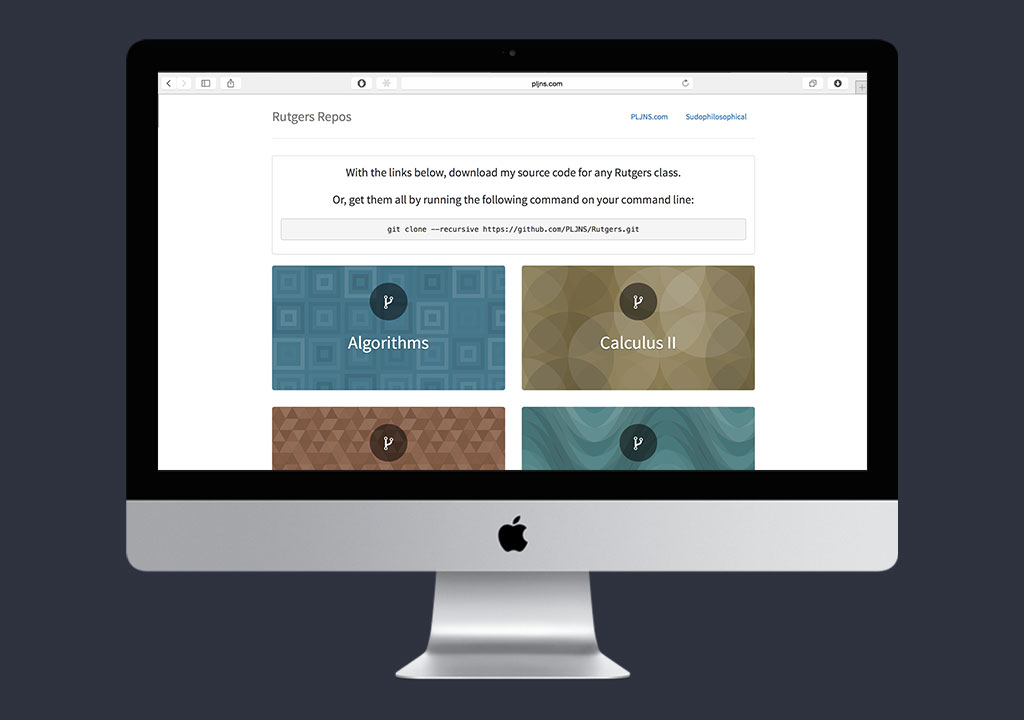 pljns.com
Rutgers Repos
PLJNS.com
Sudophilosophical
With the links below, download my source code for any Rutgers class.
Or, get them all by running the following command on your command line:
git clone --recursive https://github.com/PLJNS/Rutgers.git
Algorithms
Calculus II